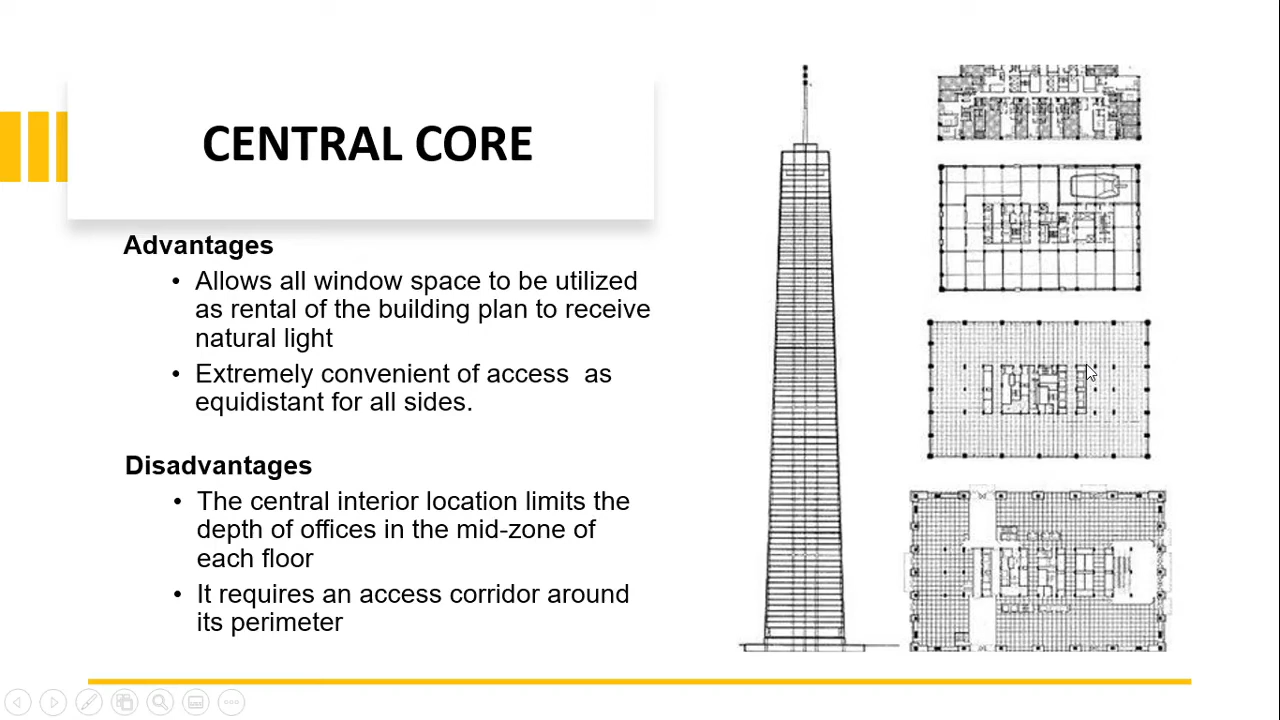 CENTRAL CORE
Advantages
• Allows all window space to be utilized
as rental of the building plan to receive
natural light
• Extremely convenient of access  as
equidistant for all sides.
Disadvantages
• The central interior location limits the
depth of offices in the mid-zone of
each floor
• It requires an access corridor around
its perimeter